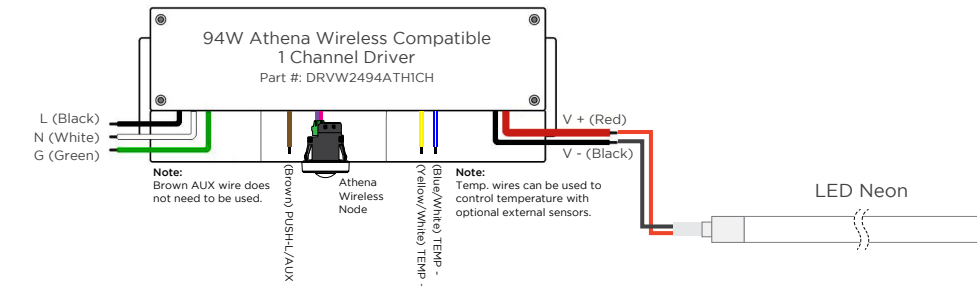 94W Athena Wireless Compatible
1 Channel Driver
Part #: DRVW2494ATH1CH
L (Black)
N (White)
G (Green)
Note:
Brown AUX wire does
not need to be used.
(Brown) PUSH-L/AUX
Athena
Wireless
Node
(Yellow/White) TEMP -
(Blue/White) TEMP -
Note:
Temp. wires can be used to
control temperature with
optional external sensors.
V + (Red)
V - (Black)
LED Neon